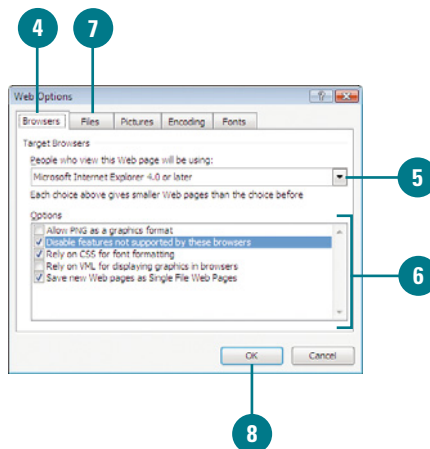 4
7
Web Options
Browsers Files Pictures Encoding Fonts
Target Browsers
People who view this Web page will be using:
Microsoft Internet Explorer 4.0 or later
5
Each choice above gives smaller Web pages than the choice before
Options
Allow PNG as a graphics format
Disable features not supported by these browsers
Rely on CSS for font formatting
Rely on VML for displaying graphics in browsers
Save new Web pages as Single File Web Pages
6
OK Cancel
8